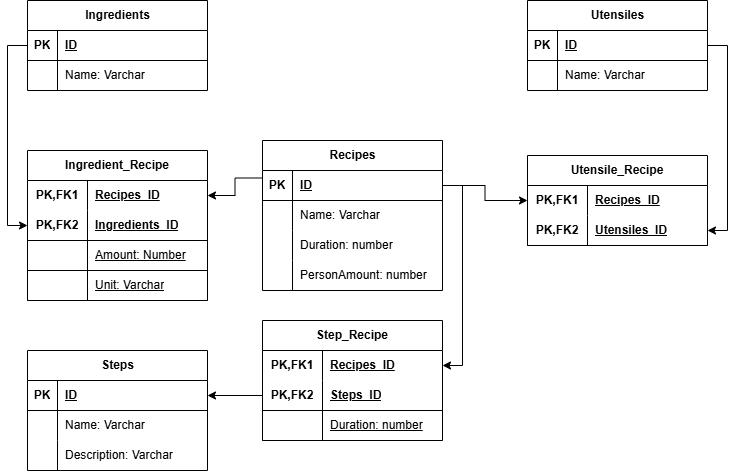 Ingredients
PK ID
Name: Varchar
Utensiles
PK ID
Name: Varchar
Ingredient_Recipe
PK,FK1 Recipes_ID
PK,FK2 Ingredients_ID
Amount: Number
Unit: Varchar
Recipes
PK ID
Name: Varchar
Duration: number
PersonAmount: number
Utensile_Recipe
PK,FK1 Recipes_ID
PK,FK2 Utensiles_ID
Steps
PK ID
Name: Varchar
Description: Varchar
Step_Recipe
PK,FK1 Recipes_ID
PK,FK2 Steps_ID
Duration: number